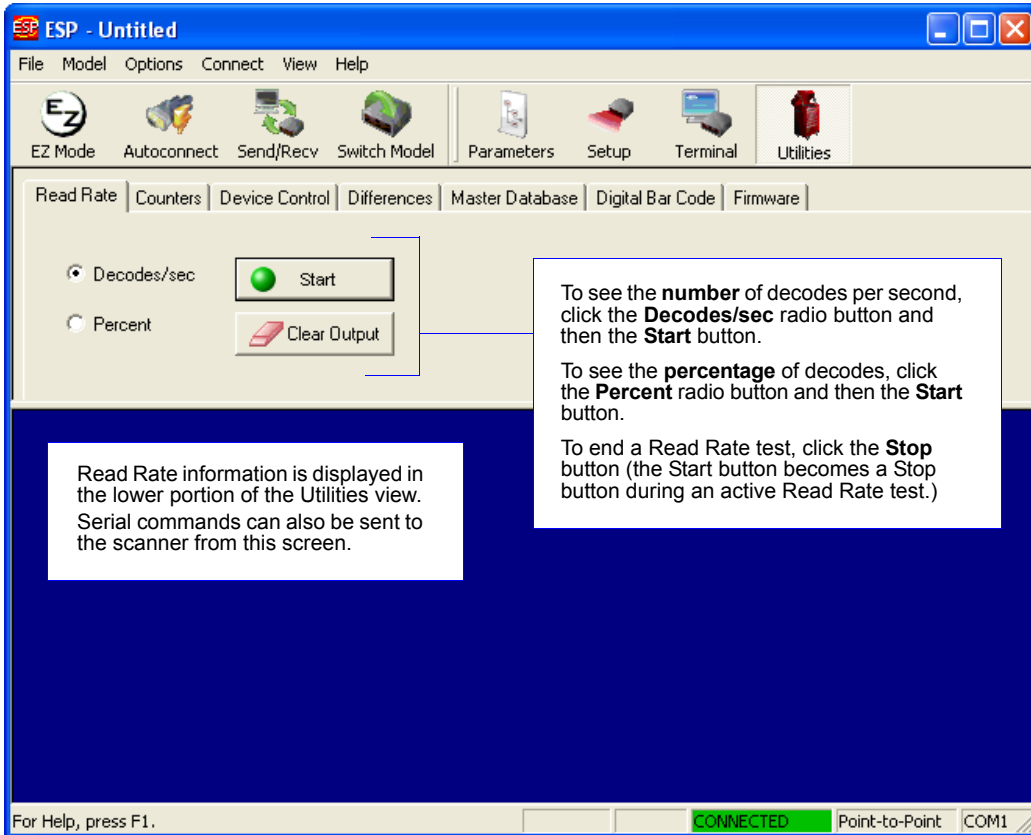 ESP - Untitled
File Model Options Connect View Help
EZ Mode Autoconnect Send/Recv Switch Model Parameters Setup Terminal Utilities
Read Rate Counters Device Control Differences Master Database Digital Bar Code Firmware
Decodes/sec
Start
Percent
Clear Output
To see the number of decodes per second,
click the Decodes/sec radio button and
then the Start button.
To see the percentage of decodes, click
the Percent radio button and then the Start
button.
To end a Read Rate test, click the Stop
button (the Start button becomes a Stop
button during an active Read Rate test.)
Read Rate information is displayed in
the lower portion of the Utilities view.
Serial commands can also be sent to
the scanner from this screen.
For Help, press F1. CONNECTED Point-to-Point COM1